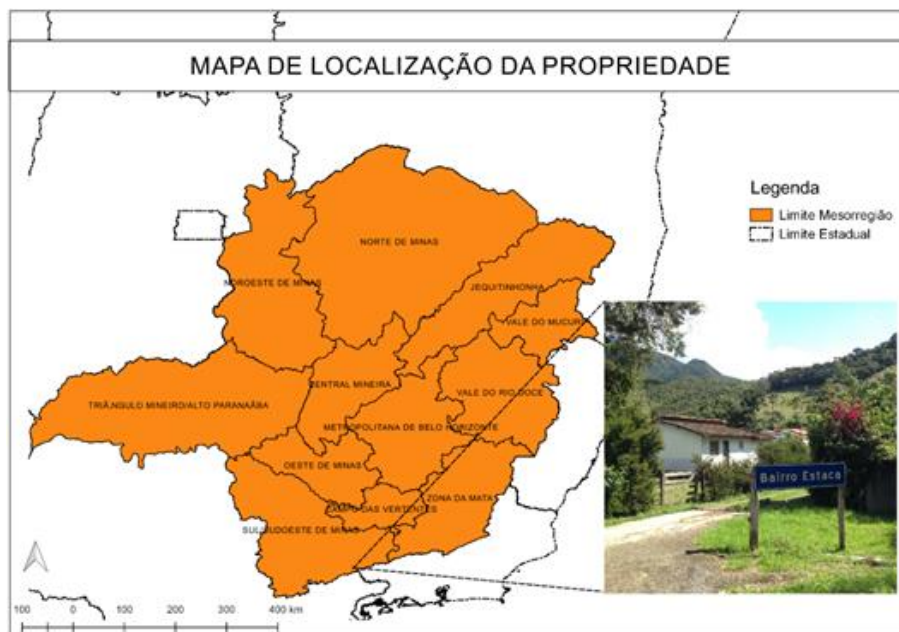 MAPA DE LOCALIZAÇÃO DA PROPRIEDADE
Legenda
Limite Mesorregião
Limite Estadual
NORTE DE MINAS
NOROESTE DE MINAS
JEQUITINHONHA
VALE DO MUCURI
CENTRAL MINEIRA
VALE DO RIO DOCE
TRIÂNGULO MINEIRO/ALTO PARANAÃBA
METROPOLITANA DE BELO HORIZONTE
OESTE DE MINAS
ZONA DA MATA
CAMPO DAS VERTENTES
SUL/SUDOESTE DE MINAS
Bairro Estaca
100 0 100 200 300 400 km